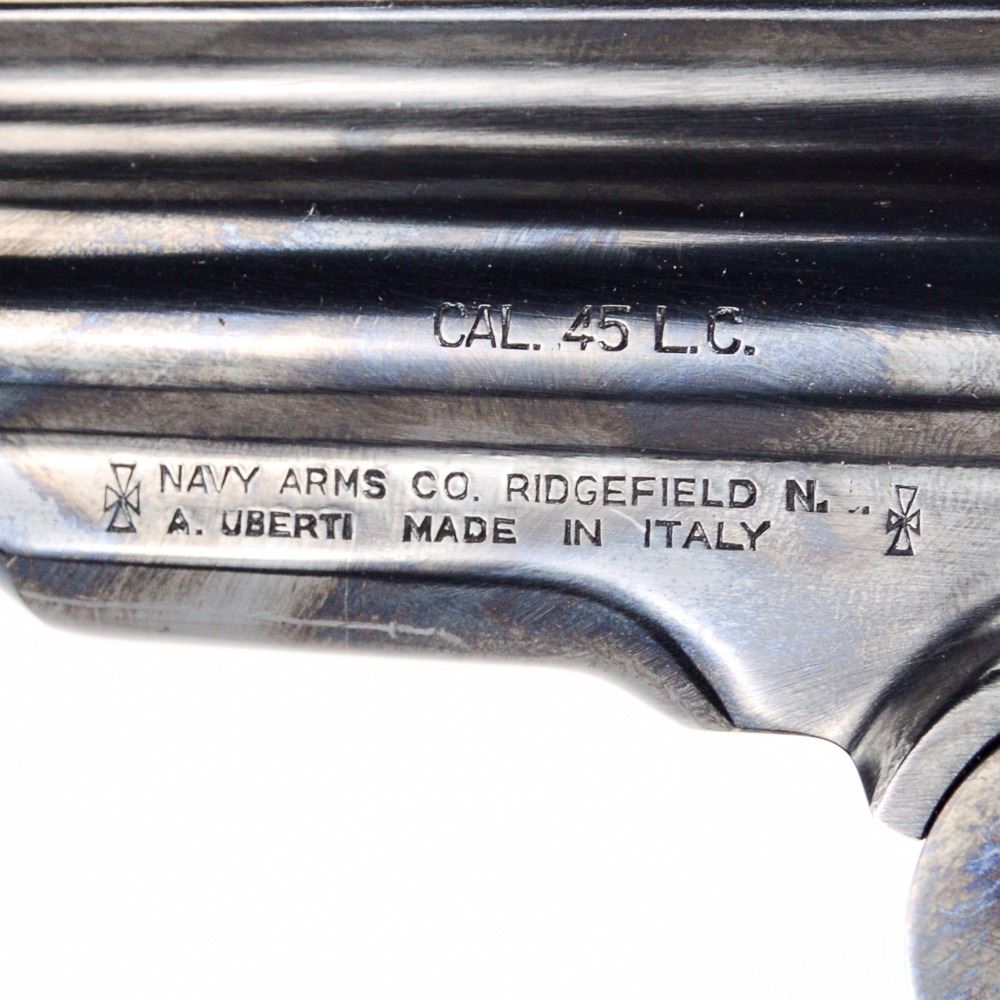 CAL. .45 L.C.
NAVY ARMS CO. RIDGEFIELD N.
A. UBERTI MADE IN ITALY